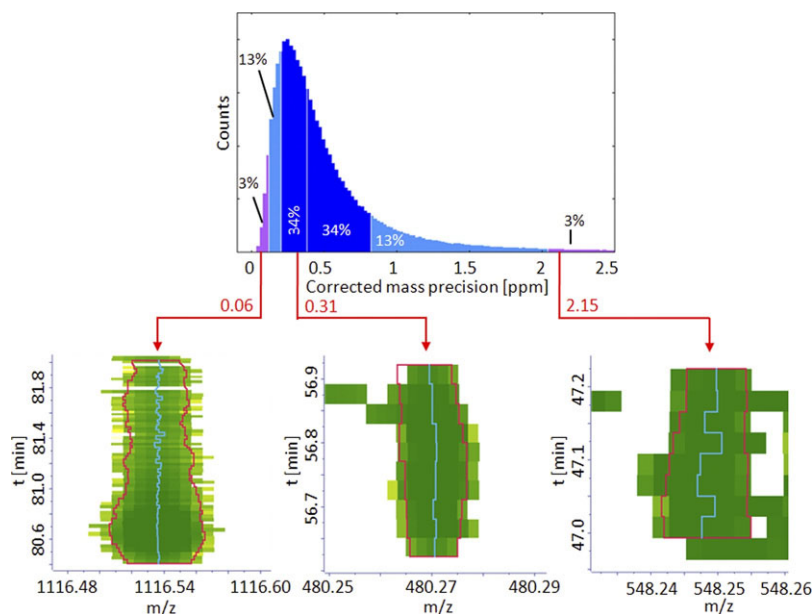 13%
3%
Counts
34%
34%
13%
3%
0 0.5 1 1.5 2 2.5
Corrected mass precision [ppm]
0.06 0.31 2.15
t [min]
81.8
81.4
81.0
80.6
1116.48 1116.54 1116.60
m/z
t [min]
56.9
56.8
56.7
480.25 480.27 480.29
m/z
t [min]
47.2
47.1
47.0
548.24 548.25 548.26
m/z